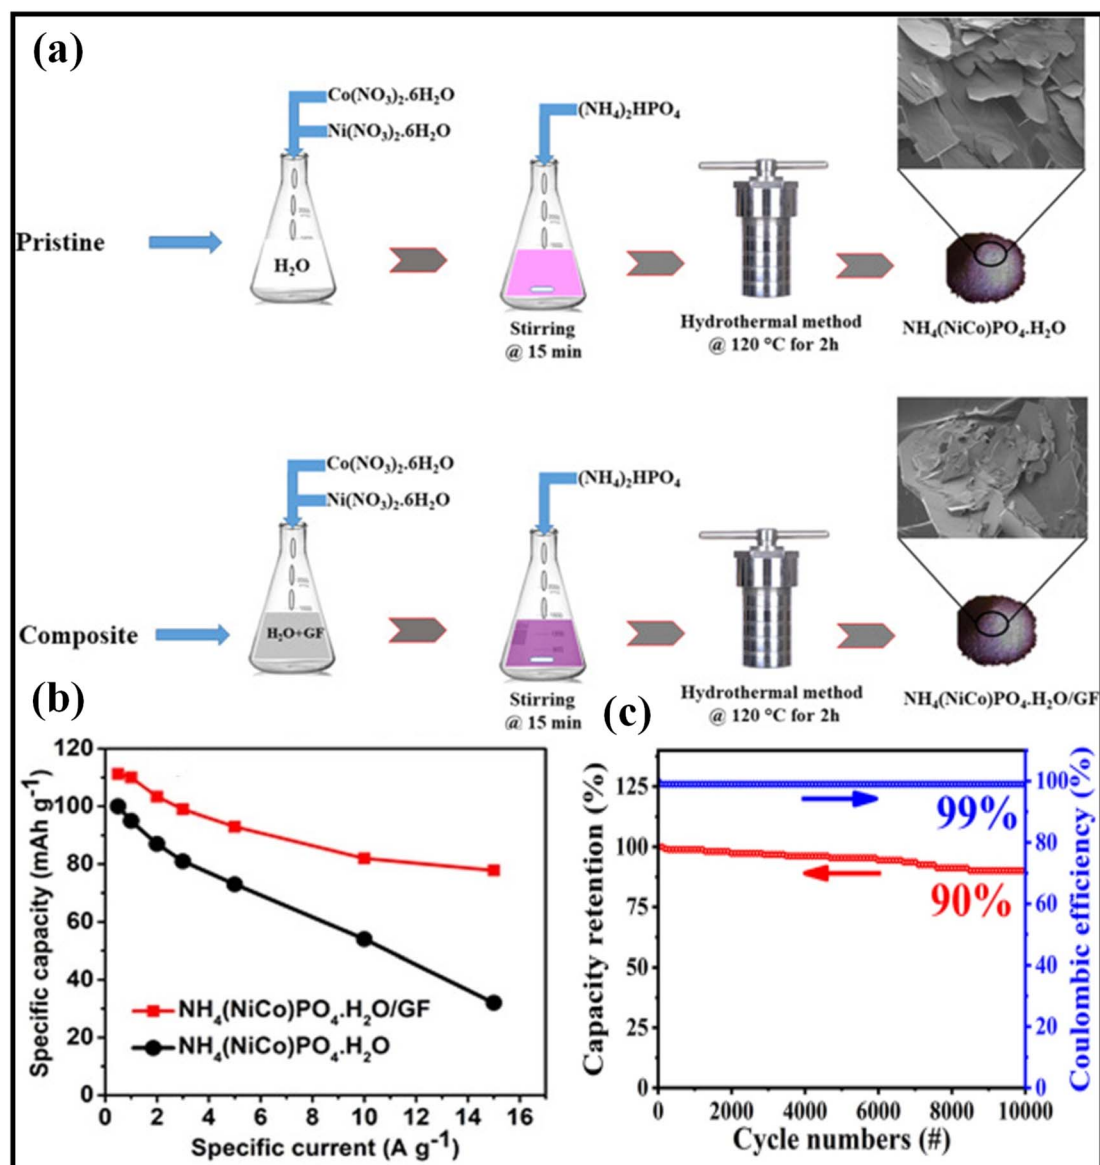 (a)
Co(NO₃)₂.6H₂O
Ni(NO₃)₂.6H₂O
(NH₄)₂HPO₄
Pristine
H₂O
Stirring
@ 15 min
Hydrothermal method
@ 120 °C for 2h
NH₄(NiCo)PO₄.H₂O
Co(NO₃)₂.6H₂O
Ni(NO₃)₂.6H₂O
(NH₄)₂HPO₄
Composite
H₂O+GF
Stirring
@ 15 min
Hydrothermal method
@ 120 °C for 2h
NH₄(NiCo)PO₄.H₂O/GF
(b)
Specific capacity (mAh g⁻¹)
120
100
80
60
40
20
0
NH₄(NiCo)PO₄.H₂O/GF
NH₄(NiCo)PO₄.H₂O
0 2 4 6 8 10 12 14 16
Specific current (A g⁻¹)
(c)
Capacity retention (%)
125
100
75
50
25
0
99%
90%
100
80
60
40
20
0
Coulombic efficiency (%)
0 2000 4000 6000 8000 10000
Cycle numbers (#)